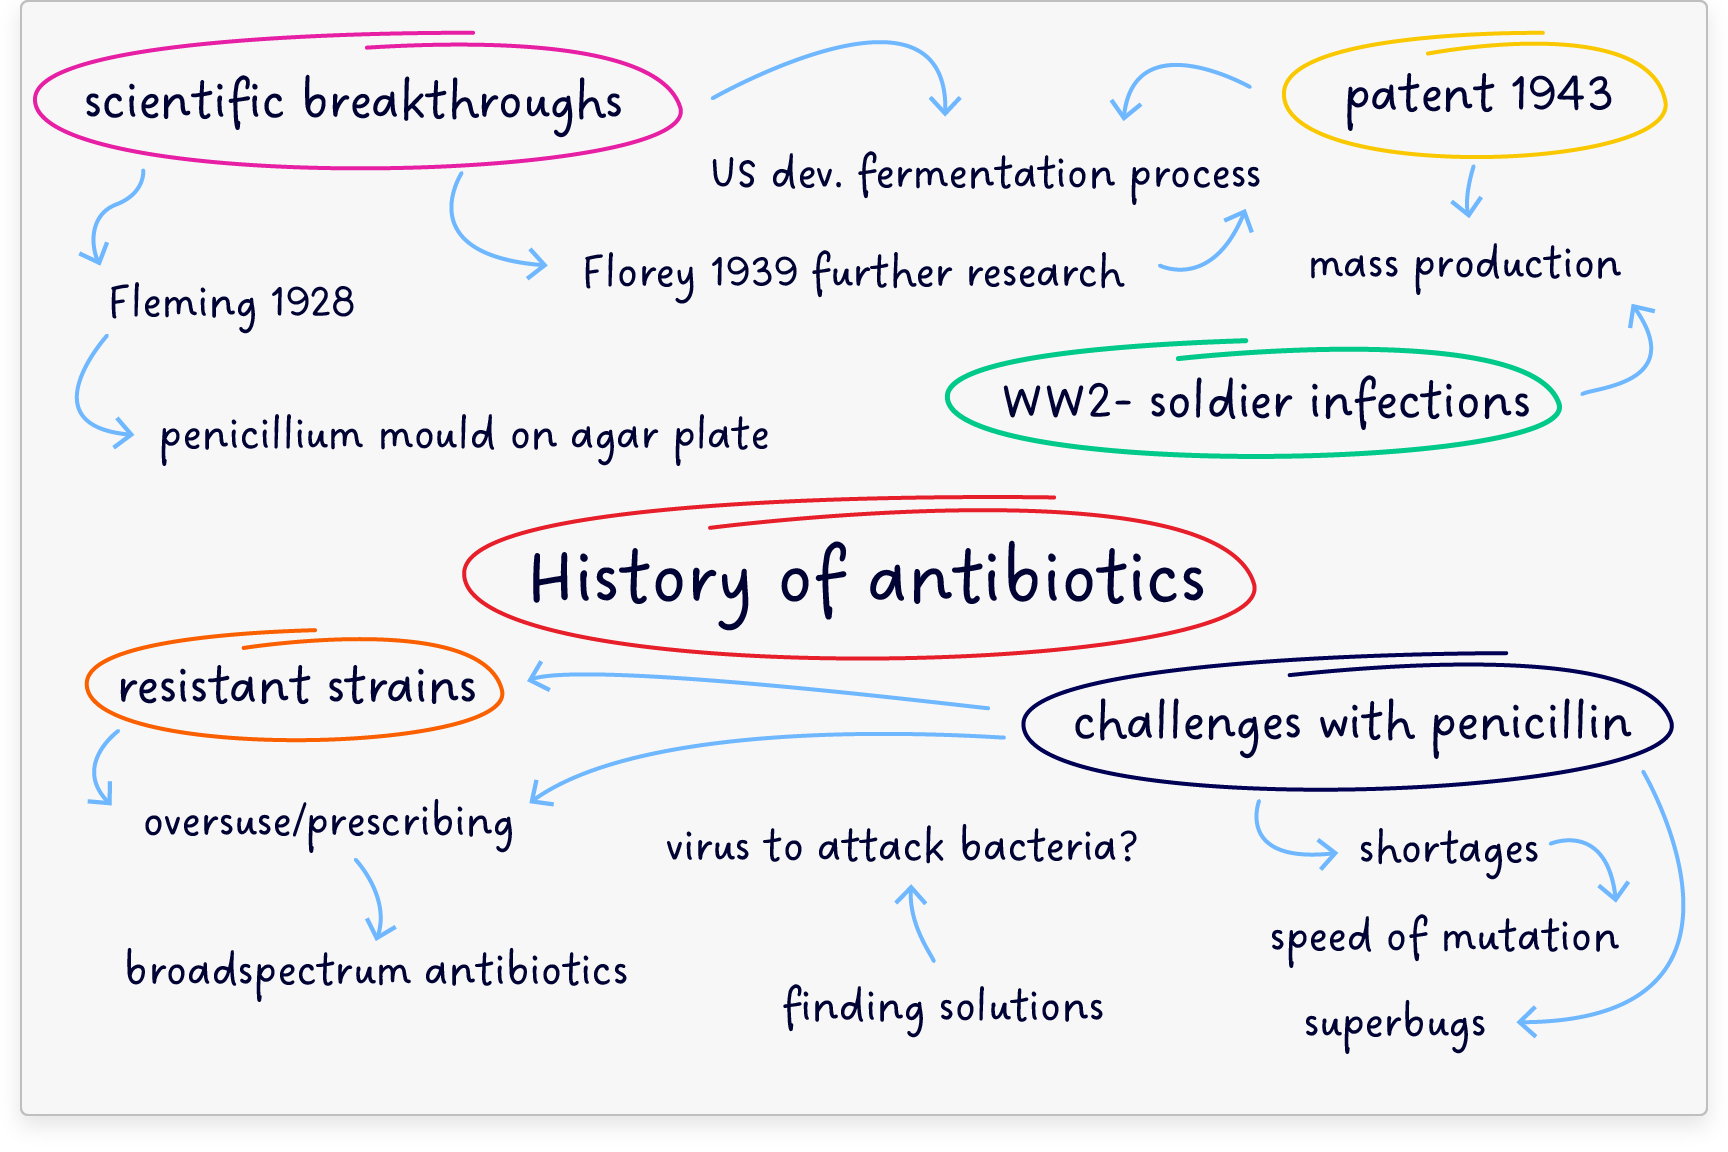 scientific breakthroughs
patent 1943
US dev. fermentation process
Florey 1939 further research
mass production
Fleming 1928
WW2- soldier infections
penicillium mould on agar plate
History of antibiotics
resistant strains
challenges with penicillin
oversuse/prescribing
virus to attack bacteria?
shortages
speed of mutation
broadspectrum antibiotics
finding solutions
superbugs